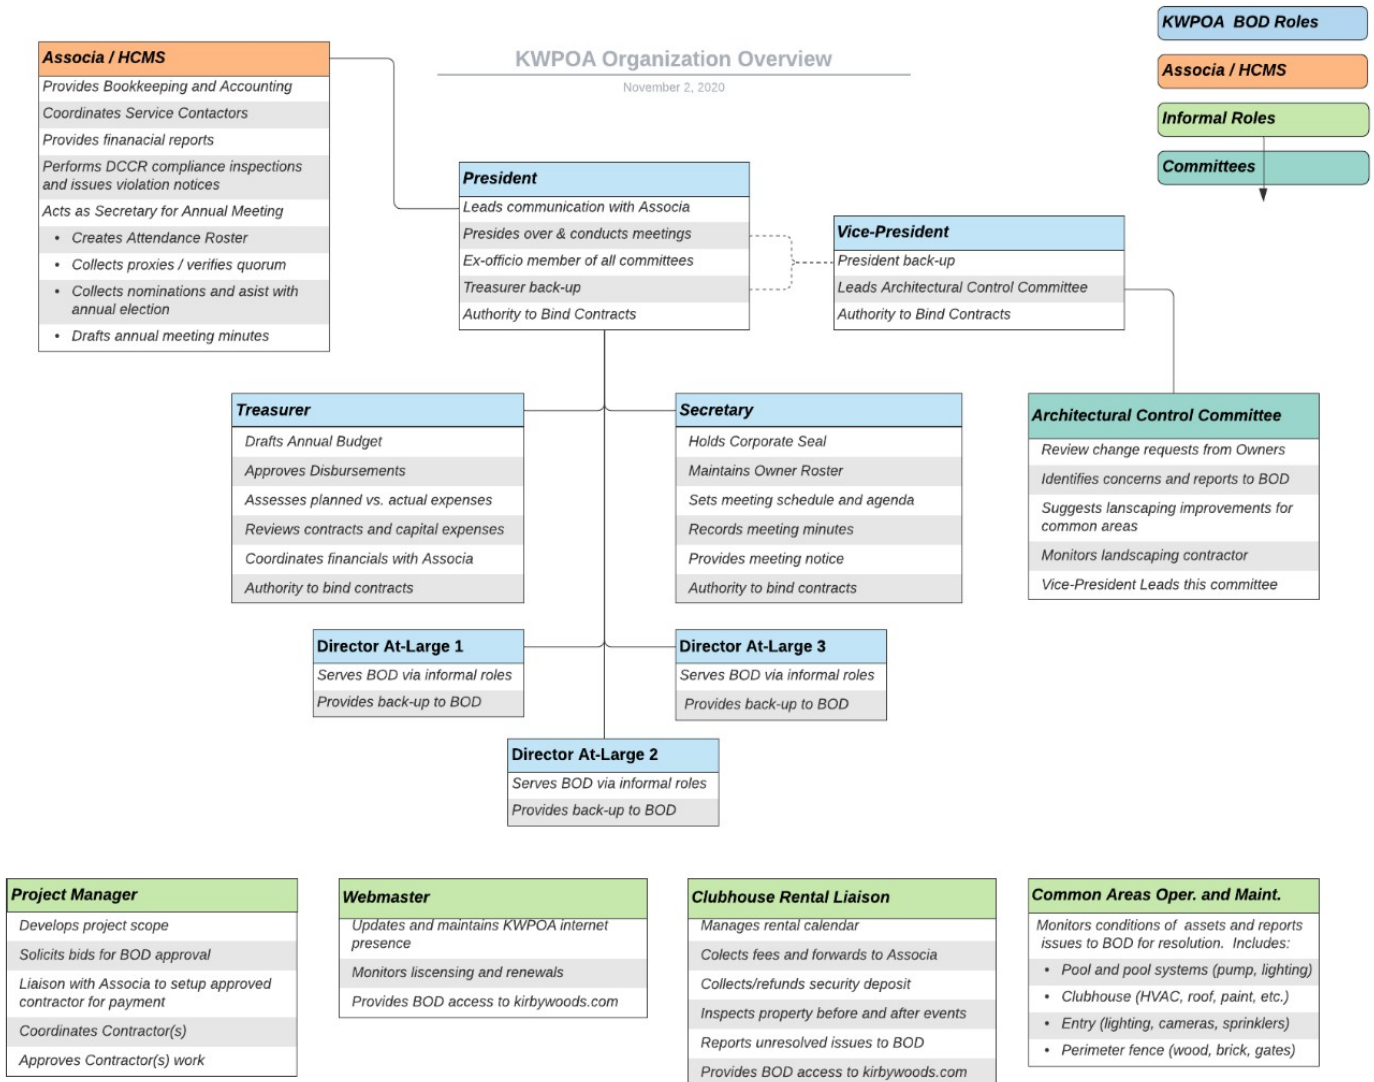 KWPOA Organization Overview
November 2, 2020
KWPOA  BOD Roles
Associa / HCMS
Informal Roles
Committees
Associa / HCMS
Provides Bookkeeping and Accounting
Coordinates Service Contactors
Provides finanacial reports
Performs DCCR compliance inspections
and issues violation notices
Acts as Secretary for Annual Meeting
• Creates Attendance Roster
• Collects proxies / verifies quorum
• Collects nominations and asist with
annual election
• Drafts annual meeting minutes
President
Leads communication with Associa
Presides over & conducts meetings
Ex-officio member of all committees
Treasurer back-up
Authority to Bind Contracts
Vice-President
President back-up
Leads Architectural Control Committee
Authority to Bind Contracts
Treasurer
Drafts Annual Budget
Approves Disbursements
Assesses planned vs. actual expenses
Reviews contracts and capital expenses
Coordinates financials with Associa
Authority to bind contracts
Secretary
Holds Corporate Seal
Maintains Owner Roster
Sets meeting schedule and agenda
Records meeting minutes
Provides meeting notice
Authority to bind contracts
Architectural Control Committee
Review change requests from Owners
Identifies concerns and reports to BOD
Suggests lanscaping improvements for
common areas
Monitors landscaping contractor
Vice-President Leads this committee
Director At-Large 1
Serves BOD via informal roles
Provides back-up to BOD
Director At-Large 3
Serves BOD via informal roles
Provides back-up to BOD
Director At-Large 2
Serves BOD via informal roles
Provides back-up to BOD
Project Manager
Develops project scope
Solicits bids for BOD approval
Liaison with Associa to setup approved
contractor for payment
Coordinates Contractor(s)
Approves Contractor(s) work
Webmaster
Updates and maintains KWPOA internet
presence
Monitors liscensing and renewals
Provides BOD access to kirbywoods.com
Clubhouse Rental Liaison
Manages rental calendar
Colects fees and forwards to Associa
Collects/refunds security deposit
Inspects property before and after events
Reports unresolved issues to BOD
Provides BOD access to kirbywoods.com
Common Areas Oper. and Maint.
Monitors conditions of  assets and reports
issues to BOD for resolution.  Includes:
• Pool and pool systems (pump, lighting)
• Clubhouse (HVAC, roof, paint, etc.)
• Entry (lighting, cameras, sprinklers)
• Perimeter fence (wood, brick, gates)